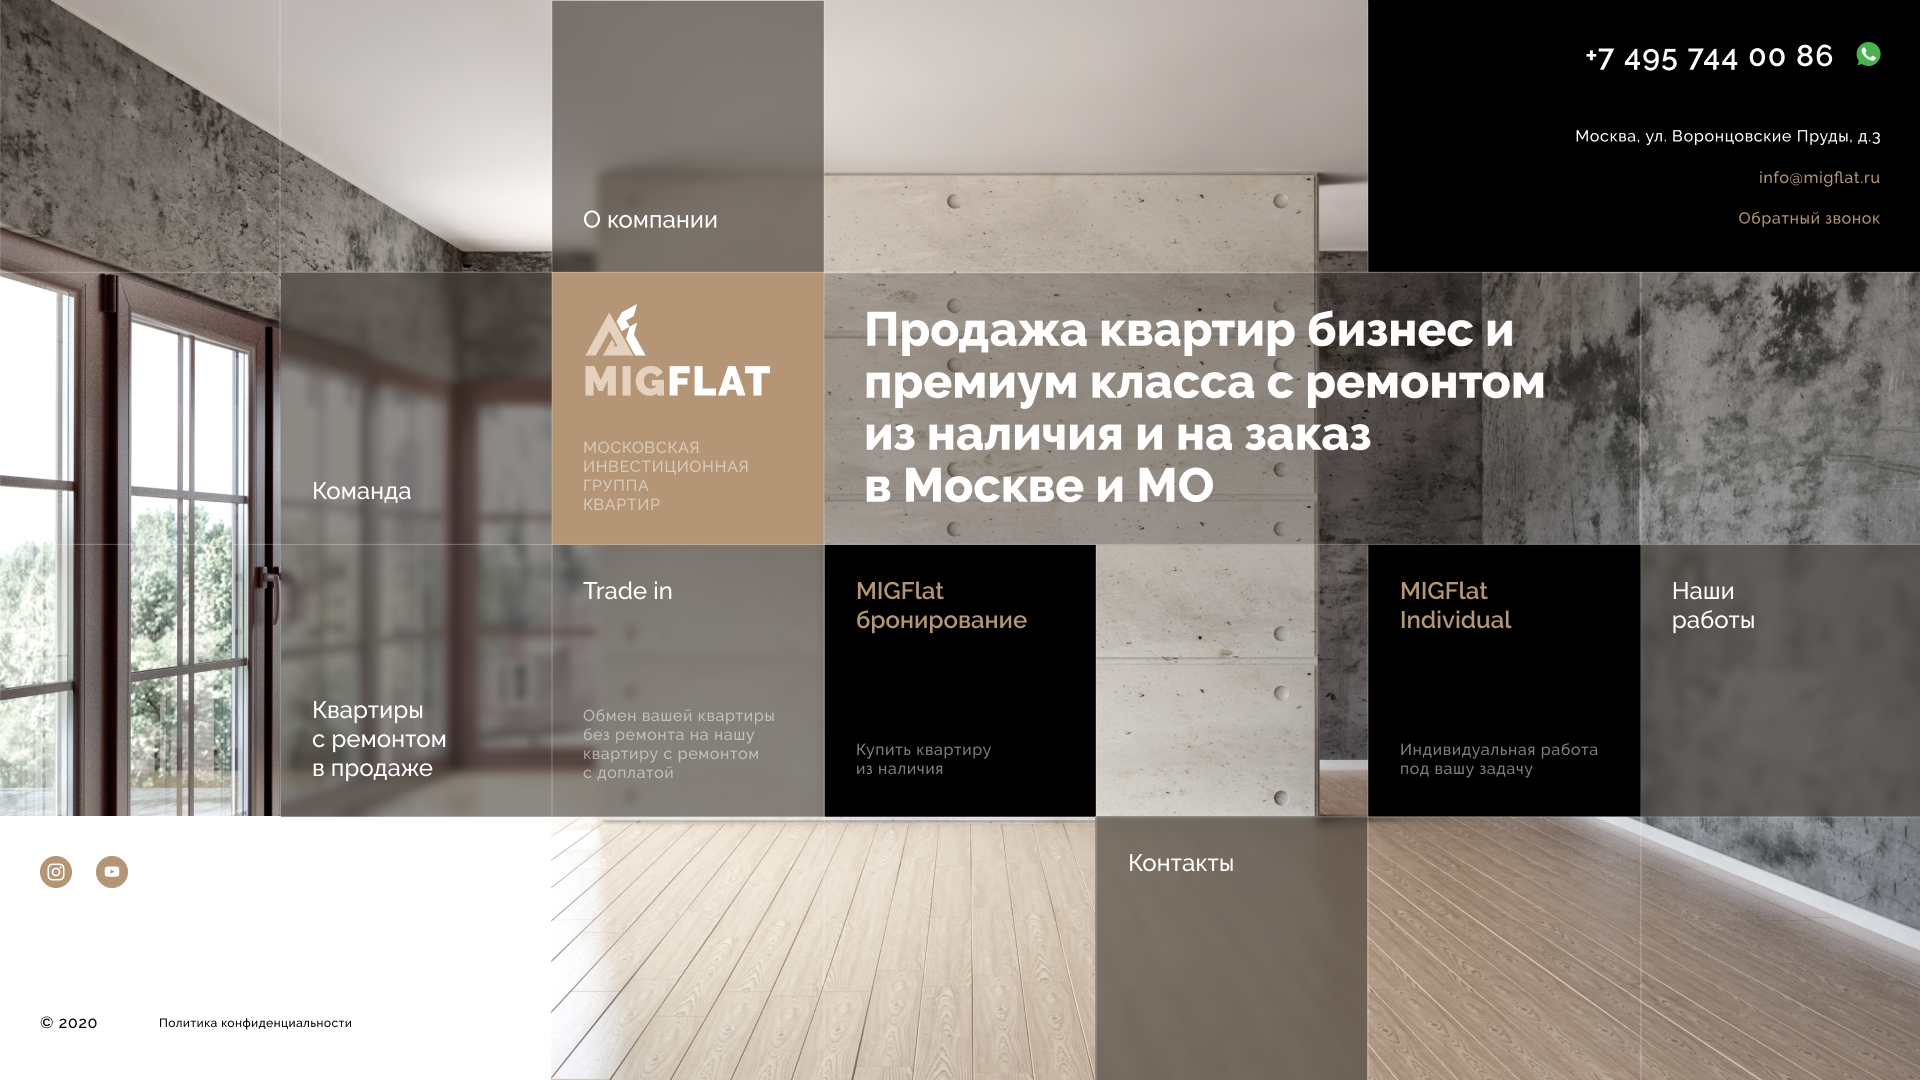 +7 495 744 00 86
Москва, ул. Воронцовские Пруды, д.3
info@migflat.ru
Обратный звонок
О компании
Команда
MIGFLAT
МОСКОВСКАЯ
ИНВЕСТИЦИОННАЯ
ГРУППА
КВАРТИР
Продажа квартир бизнес и
премиум класса с ремонтом
из наличия и на заказ
в Москве и МО
Квартиры
с ремонтом
в продаже
Trade in
Обмен вашей квартиры
без ремонта на нашу
квартиру с ремонтом
с доплатой
MIGFlat
бронирование
Купить квартиру
из наличия
MIGFlat
Individual
Индивидуальная работа
под вашу задачу
Наши
работы
Контакты
© 2020
Политика конфиденциальности